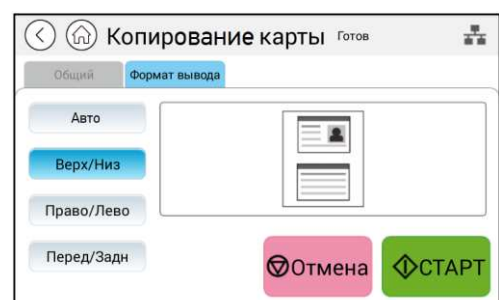 Копирование карты Готов
Общий Формат вывода
Авто
Верх/Низ
Право/Лево
Перед/Задн
Отмена СТАРТ